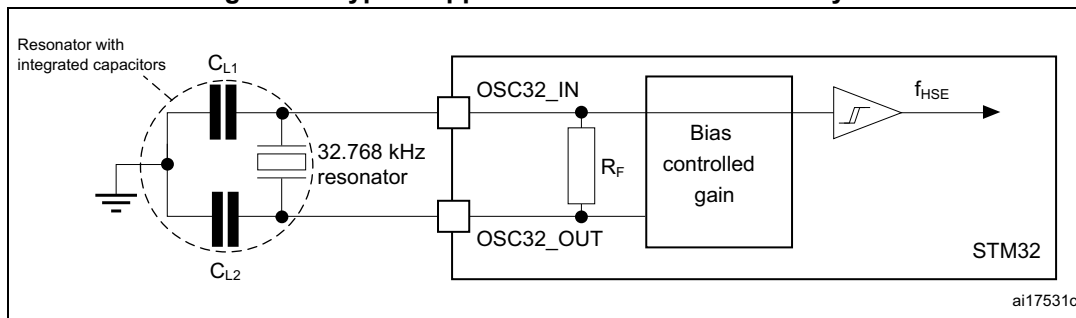 Resonator with
integrated capacitors
CL1
OSC32_IN
fHSE
32.768 kHz
resonator
RF
Bias
controlled
gain
OSC32_OUT
STM32
CL2
ai17531c